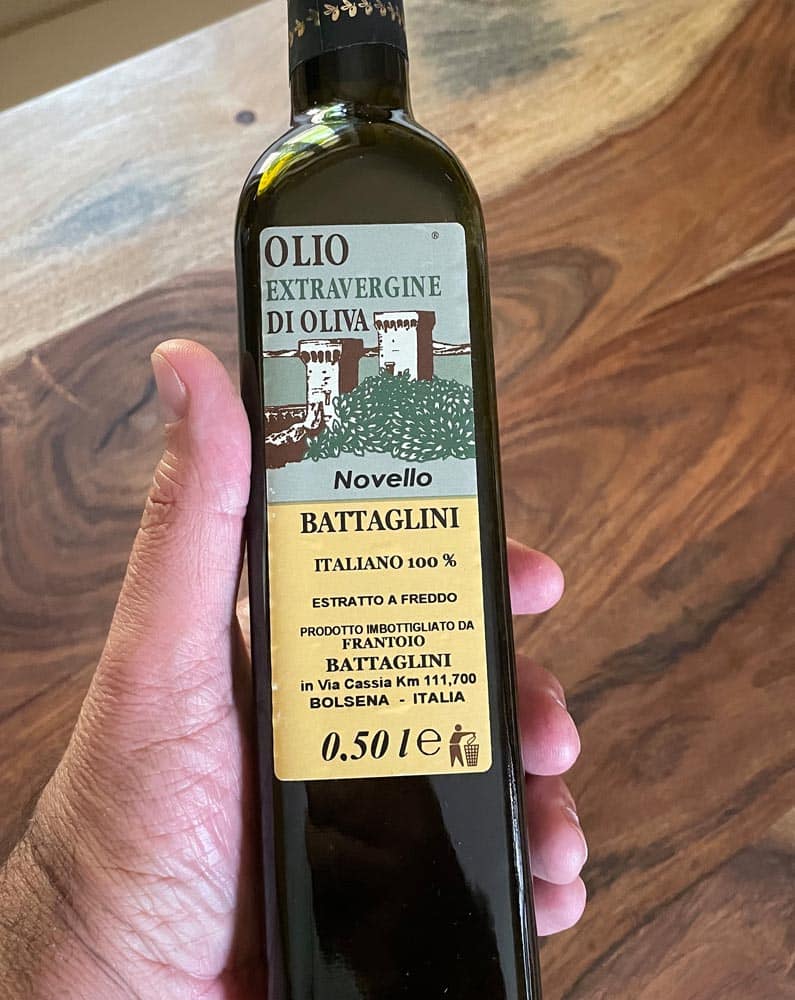 OLIO ®
EXTRAVERGINE
DI OLIVA
Novello
BATTAGLINI
ITALIANO 100 %
ESTRATTO A FREDDO
PRODOTTO IMBOTTIGLIATO DA
FRANTOIO
BATTAGLINI
in Via Cassia Km 111,700
BOLSENA - ITALIA
0.50 l e